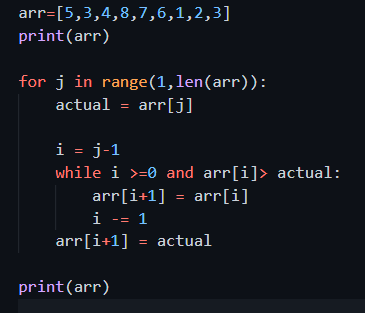 arr=[5,3,4,8,7,6,1,2,3]
print(arr)

for j in range(1,len(arr)):
    actual = arr[j]

    i = j-1
    while i >=0 and arr[i]> actual:
        arr[i+1] = arr[i]
        i -= 1
    arr[i+1] = actual

print(arr)